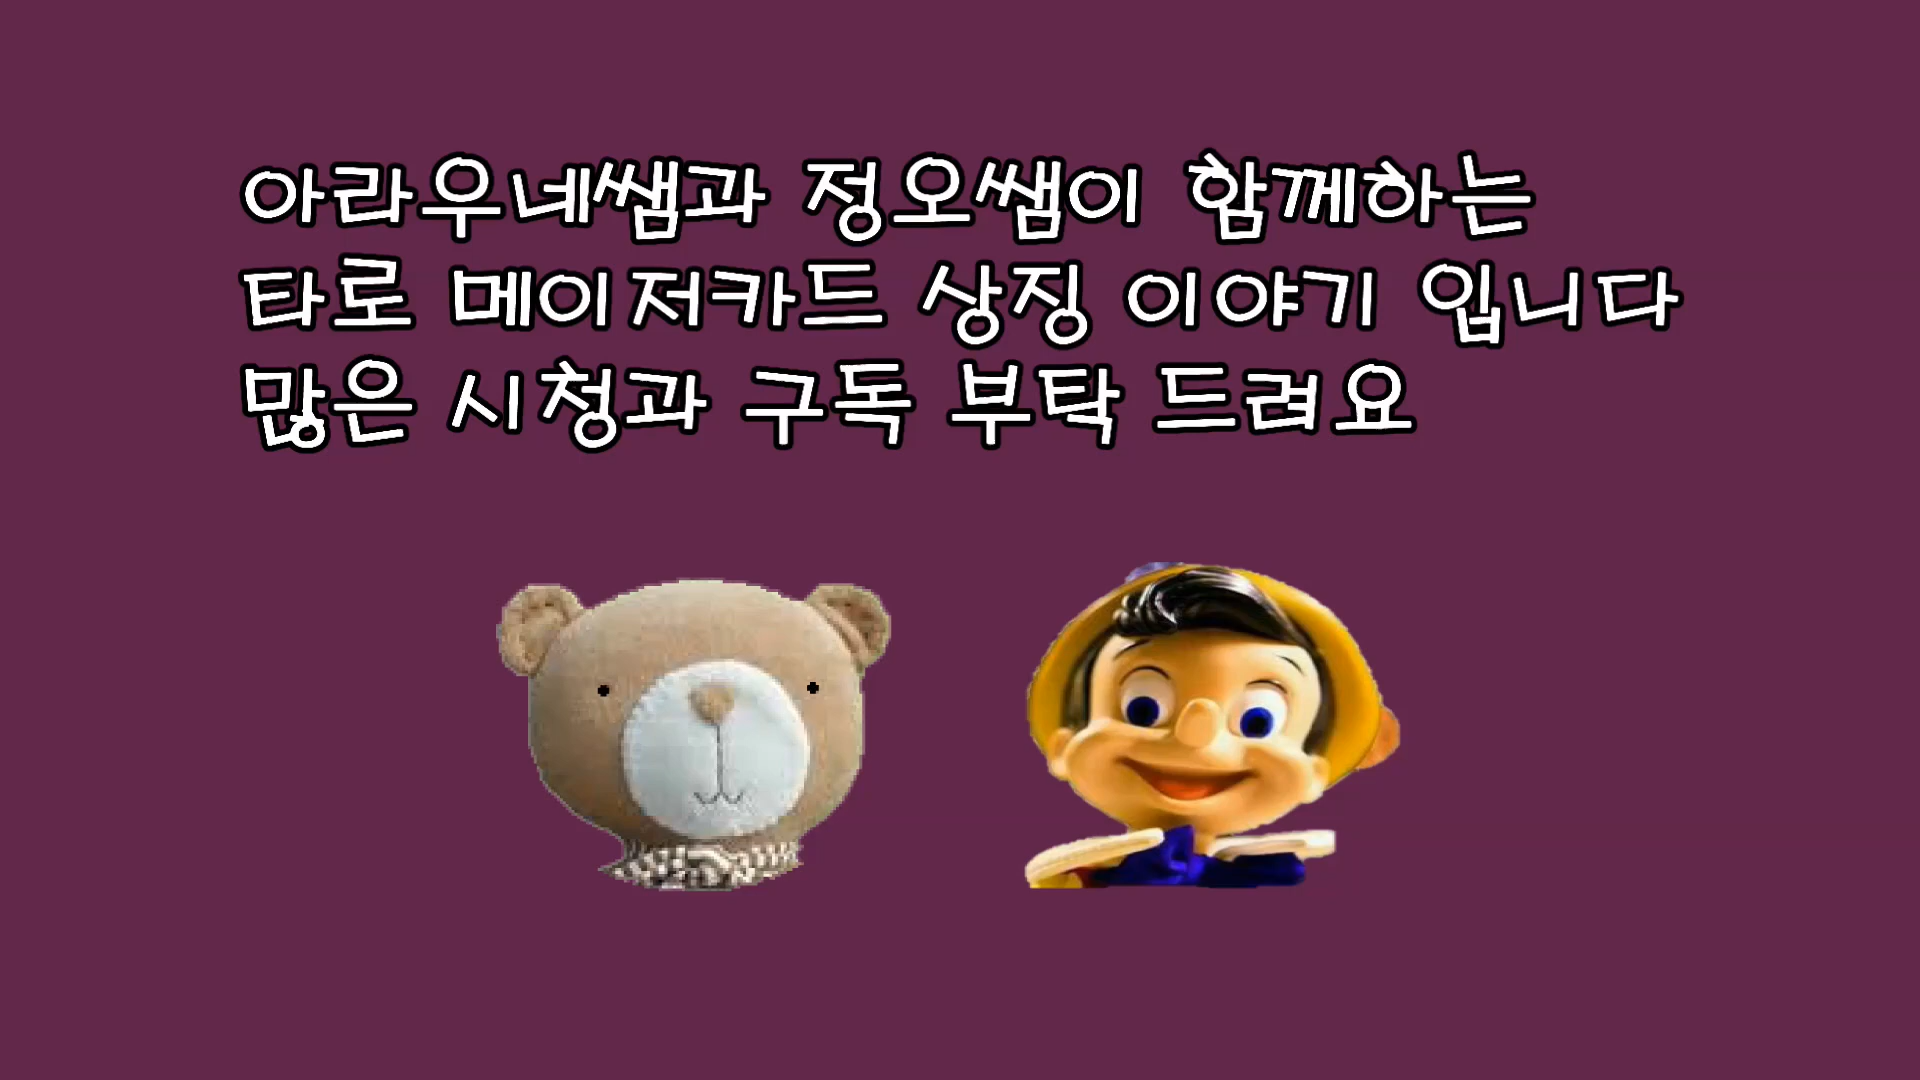 아라우네쌤과 정오쌤이 함께하는
타로 메이저카드 상징 이야기 입니다
많은 시청과 구독 부탁 드려요